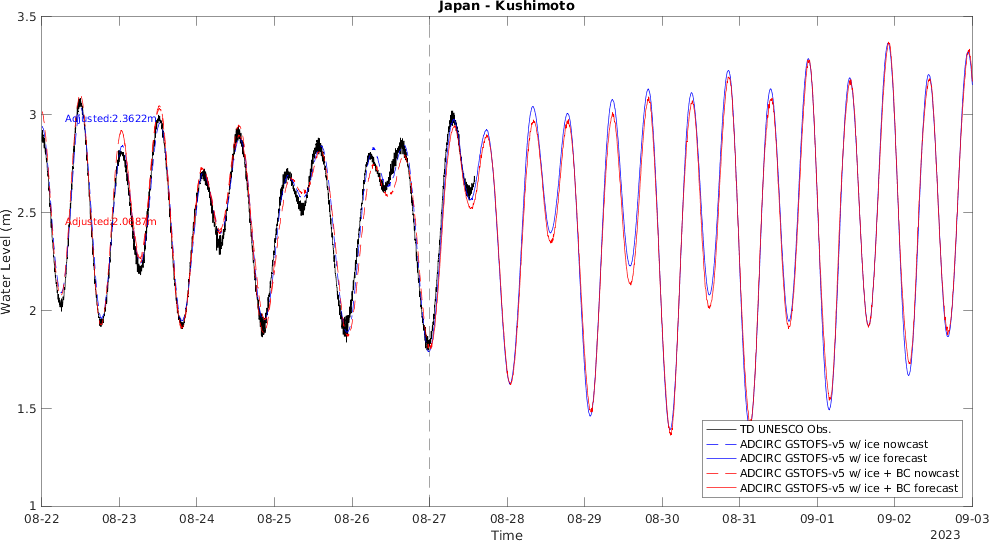 Japan - Kushimoto
3.5
3
2.5
2
1.5
1
Water Level (m)
Adjusted:2.3622m
Adjusted:2.0687m
TD UNESCO Obs.
ADCIRC GSTOFS-v5 w/ ice nowcast
ADCIRC GSTOFS-v5 w/ ice forecast
ADCIRC GSTOFS-v5 w/ ice + BC nowcast
ADCIRC GSTOFS-v5 w/ ice + BC forecast
08-22 08-23 08-24 08-25 08-26 08-27 08-28 08-29 08-30 08-31 09-01 09-02 09-03
Time
2023